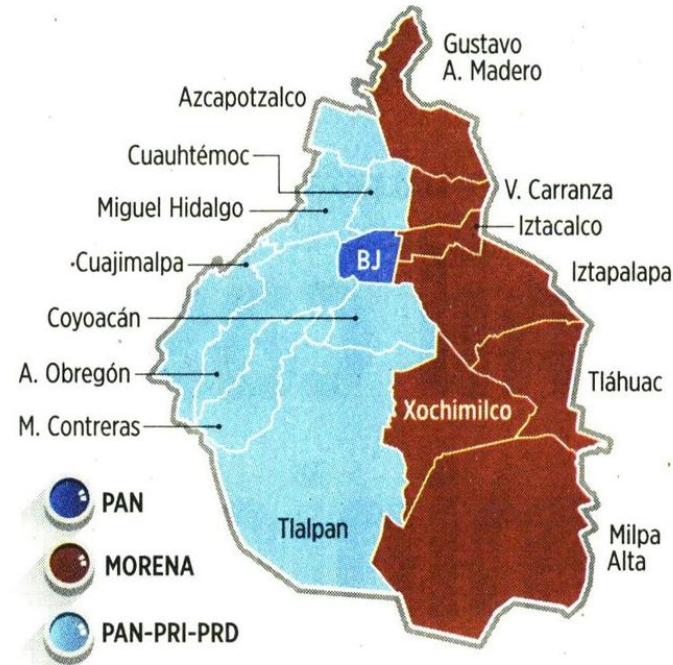 Gustavo
A. Madero
Azcapotzalco
Cuauhtémoc
V. Carranza
Miguel Hidalgo
Iztacalco
BJ
Cuajimalpa
Iztapalapa
Coyoacán
A. Obregón
Tláhuac
Xochimilco
M. Contreras
PAN
Tlalpan
Milpa
Alta
MORENA
PAN-PRI-PRD